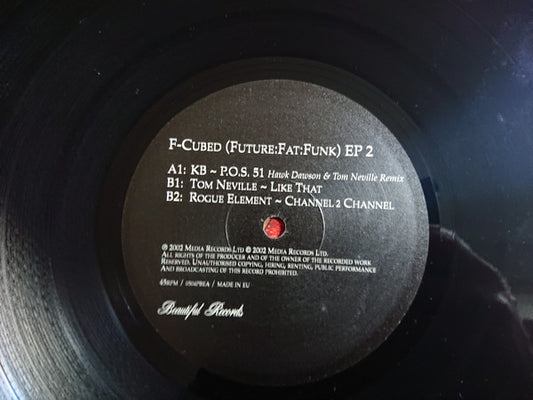 F-Cubed (Future:Fat:Funk) EP 2
A1: KB ~ P.O.S. 51 Hawk Dawson & Tom Neville Remix
B1: Tom Neville ~ Like That
B2: Rogue Element ~ Channel 2 Channel
℗ 2002 Media Records Ltd © 2002 Media Records Ltd.
All rights of the producer and of the owner of the recorded work
reserved. Unauthorised copying, hiring, renting, public performance
and broadcasting of this record prohibited.
45rpm / 0504PBEA / made in EU
Beautiful Records